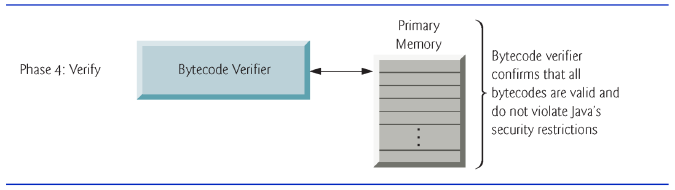 Phase 4: Verify
Bytecode Verifier
Primary
Memory
Bytecode verifier
confirms that all
bytecodes are valid and
do not violate Java's
security restrictions